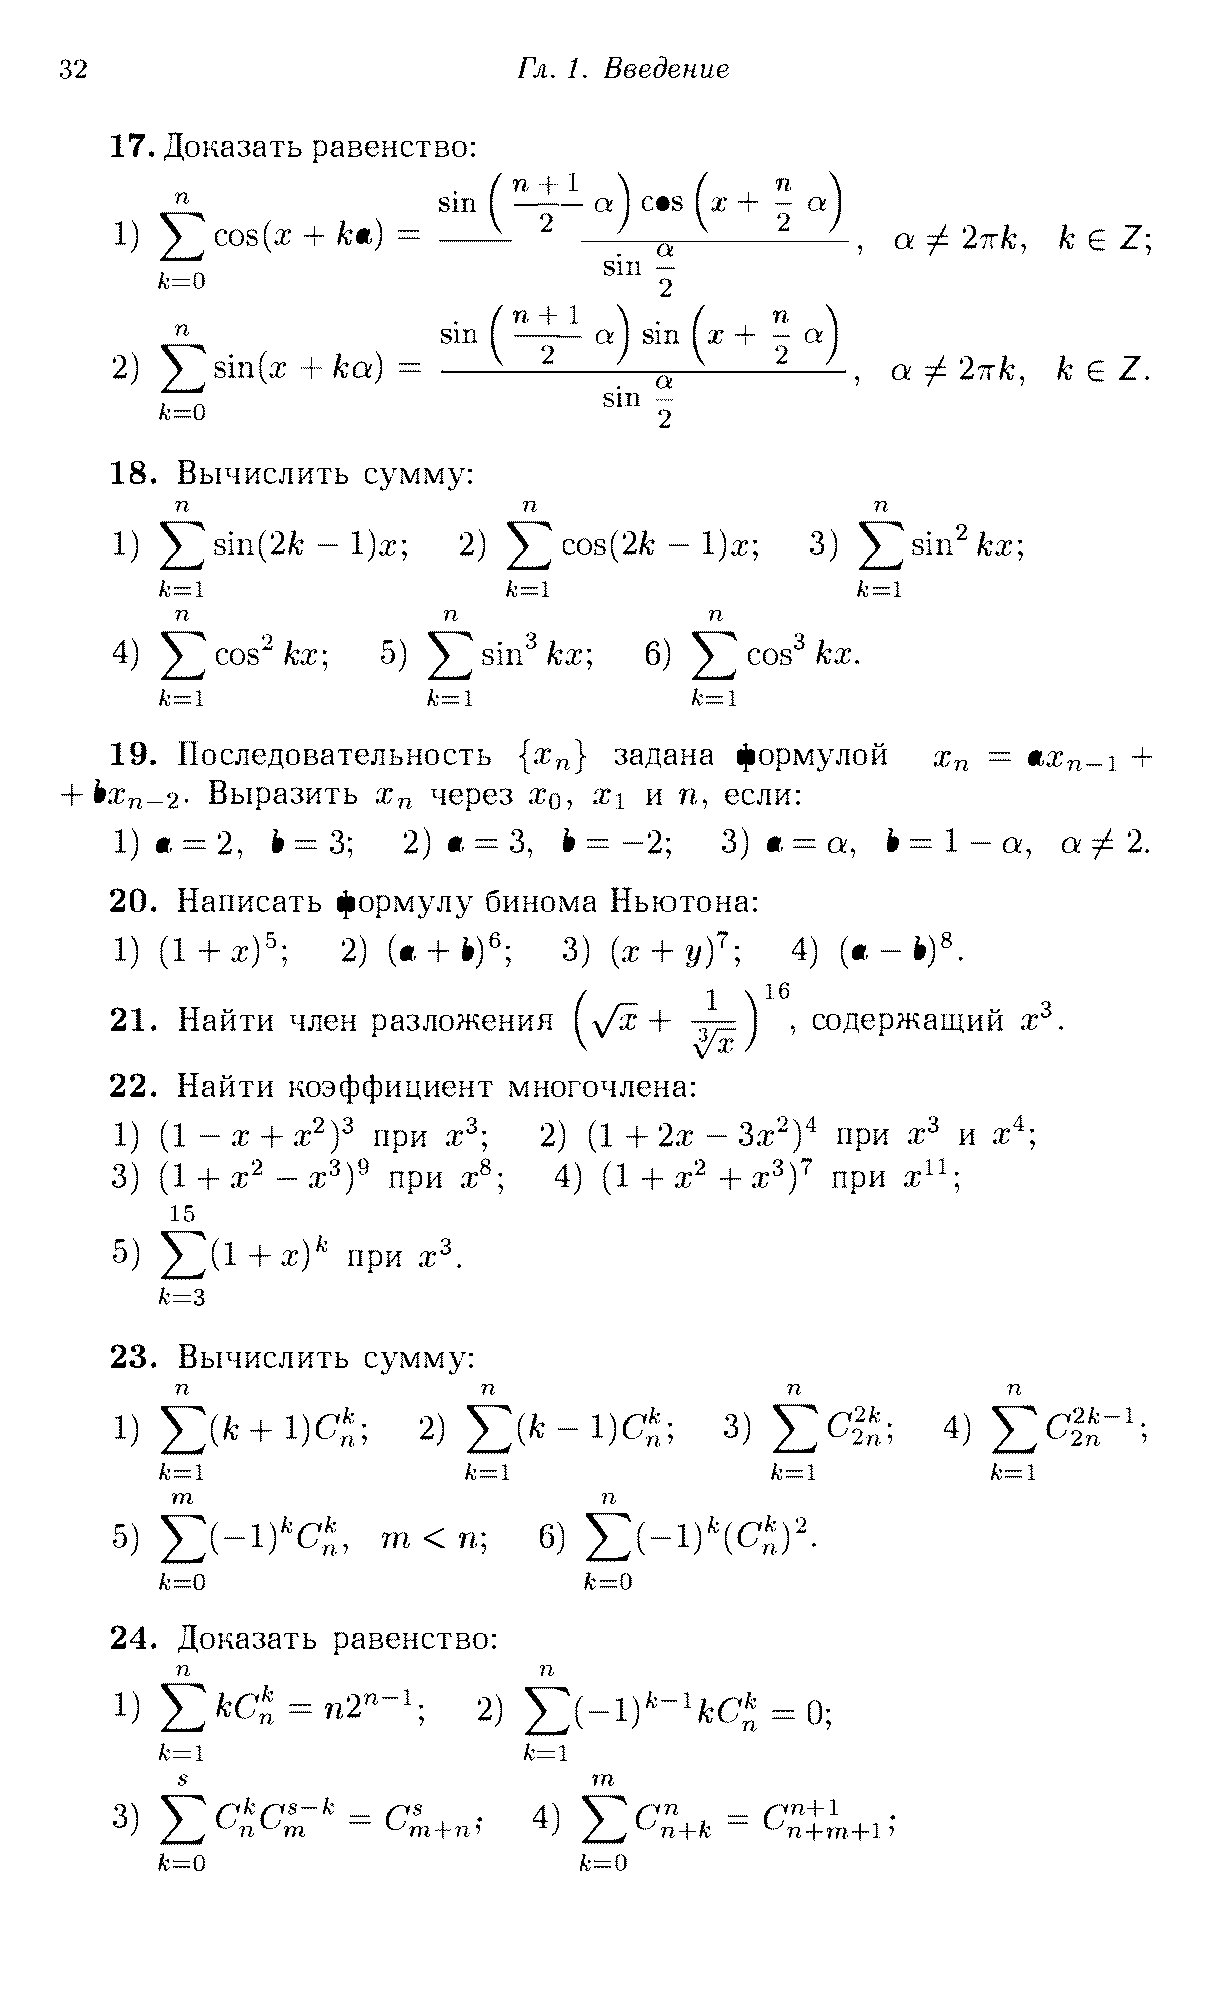 32 Гл. 1. Введение
17. Доказать равенство:
1) $\sum_{k=0}^{n} \cos(x + ka) = \frac{\sin\left(\frac{n+1}{2}\alpha\right)\cos\left(x + \frac{n}{2}\alpha\right)}{\sin\frac{\alpha}{2}}$, $\alpha \neq 2\pi k$, $k \in Z$;
2) $\sum_{k=0}^{n} \sin(x + k\alpha) = \frac{\sin\left(\frac{n+1}{2}\alpha\right)\sin\left(x + \frac{n}{2}\alpha\right)}{\sin\frac{\alpha}{2}}$, $\alpha \neq 2\pi k$, $k \in Z$.
18. Вычислить сумму:
1) $\sum_{k=1}^{n} \sin(2k - 1)x$; 2) $\sum_{k=1}^{n} \cos(2k - 1)x$; 3) $\sum_{k=1}^{n} \sin^2 kx$;
4) $\sum_{k=1}^{n} \cos^2 kx$; 5) $\sum_{k=1}^{n} \sin^3 kx$; 6) $\sum_{k=1}^{n} \cos^3 kx$.
19. Последовательность $\{x_n\}$ задана формулой $x_n = ax_{n-1} +$
$+ bx_{n-2}$. Выразить $x_n$ через $x_0$, $x_1$ и $n$, если:
1) $a = 2$, $b = 3$; 2) $a = 3$, $b = -2$; 3) $a = \alpha$, $b = 1 - \alpha$, $\alpha \neq 2$.
20. Написать формулу бинома Ньютона:
1) $(1 + x)^5$; 2) $(a + b)^6$; 3) $(x + y)^7$; 4) $(a - b)^8$.
21. Найти член разложения $\left(\sqrt{x} + \frac{1}{\sqrt[3]{x}}\right)^{16}$, содержащий $x^3$.
22. Найти коэффициент многочлена:
1) $(1 - x + x^2)^3$ при $x^3$; 2) $(1 + 2x - 3x^2)^4$ при $x^3$ и $x^4$;
3) $(1 + x^2 - x^3)^9$ при $x^8$; 4) $(1 + x^2 + x^3)^7$ при $x^{11}$;
5) $\sum_{k=3}^{15} (1 + x)^k$ при $x^3$.
23. Вычислить сумму:
1) $\sum_{k=1}^{n} (k + 1)C_n^k$; 2) $\sum_{k=1}^{n} (k - 1)C_n^k$; 3) $\sum_{k=1}^{n} C_{2n}^{2k}$; 4) $\sum_{k=1}^{n} C_{2n}^{2k-1}$;
5) $\sum_{k=0}^{m} (-1)^k C_n^k$, $m < n$; 6) $\sum_{k=0}^{n} (-1)^k (C_n^k)^2$.
24. Доказать равенство:
1) $\sum_{k=1}^{n} kC_n^k = n2^{n-1}$; 2) $\sum_{k=1}^{n} (-1)^{k-1} kC_n^k = 0$;
3) $\sum_{k=0}^{s} C_n^k C_m^{s-k} = C_{m+n}^s$; 4) $\sum_{k=0}^{m} C_{n+k}^n = C_{n+m+1}^{n+1}$;